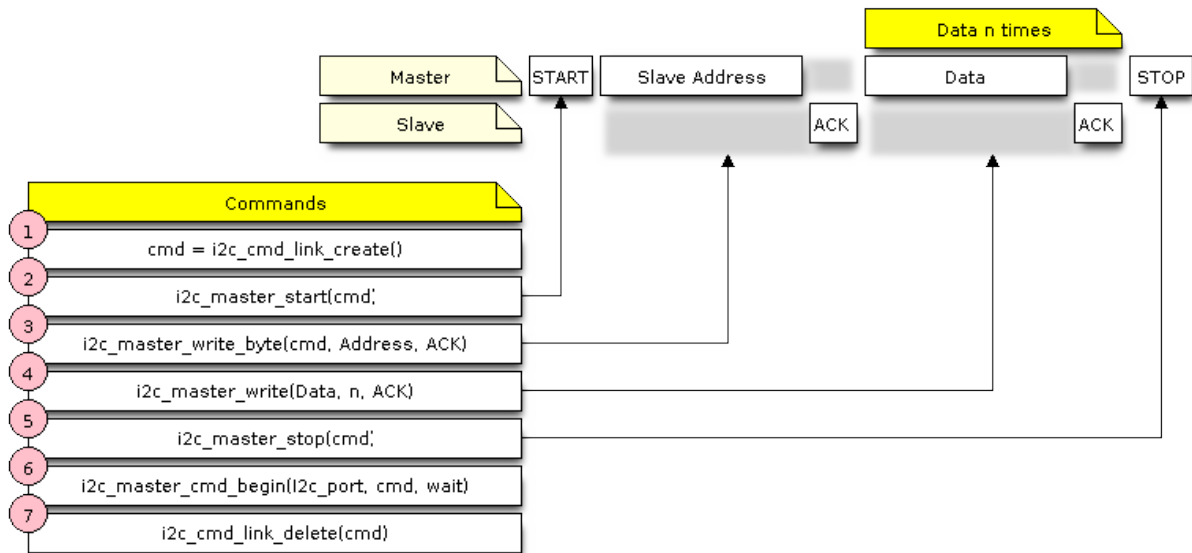 Data n times
Master START Slave Address Data STOP
Slave ACK ACK
Commands
1
cmd = i2c_cmd_link_create()
2
i2c_master_start(cmd)
3
i2c_master_write_byte(cmd, Address, ACK)
4
i2c_master_write(Data, n, ACK)
5
i2c_master_stop(cmd)
6
i2c_master_cmd_begin(I2c_port, cmd, wait)
7
i2c_cmd_link_delete(cmd)